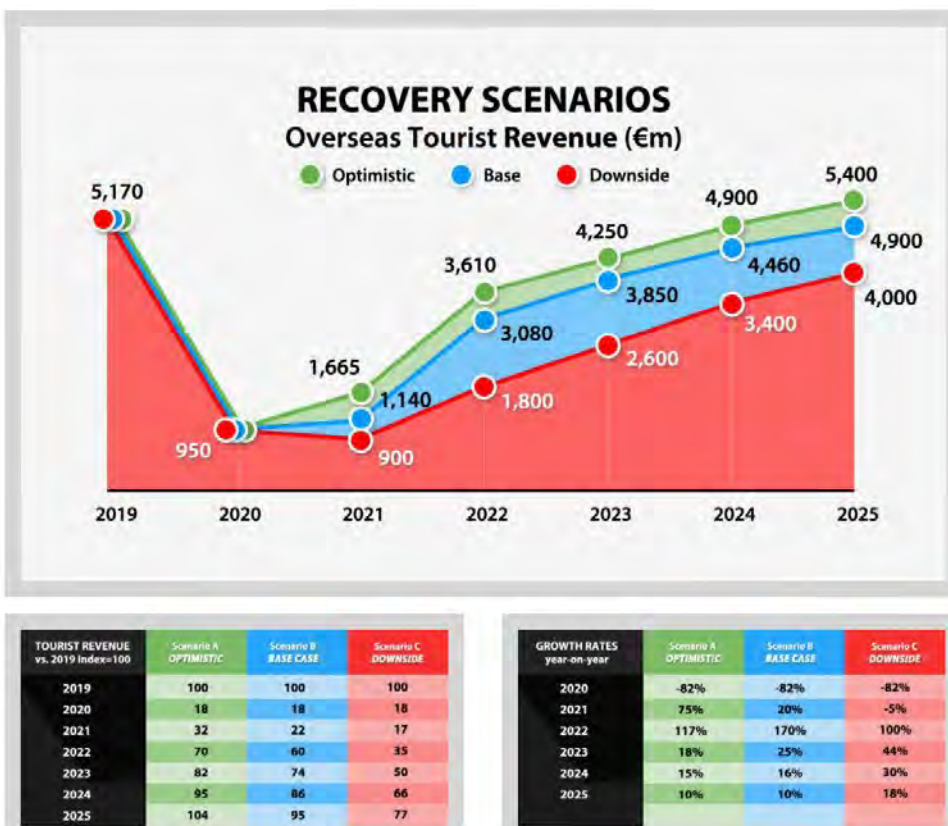 RECOVERY SCENARIOS
Overseas Tourist Revenue (€m)
Optimistic Base Downside
5,170
5,400
4,900
4,900
4,250
4,460
3,610
3,850
4,000
3,080
3,400
2,600
1,665
1,140
1,800
950
900
2019 2020 2021 2022 2023 2024 2025
TOURIST REVENUE Scenario A Scenario B Scenario C
vs. 2019 Index=100 OPTIMISTIC BASE CASE DOWNSIDE
2019 100 100 100
2020 18 18 18
2021 32 22 17
2022 70 60 35
2023 82 74 50
2024 95 86 66
2025 104 95 77
GROWTH RATES Scenario A Scenario B Scenario C
year-on-year OPTIMISTIC BASE CASE DOWNSIDE
2020 -82% -82% -82%
2021 75% 20% -5%
2022 117% 170% 100%
2023 18% 25% 44%
2024 15% 16% 30%
2025 10% 10% 18%